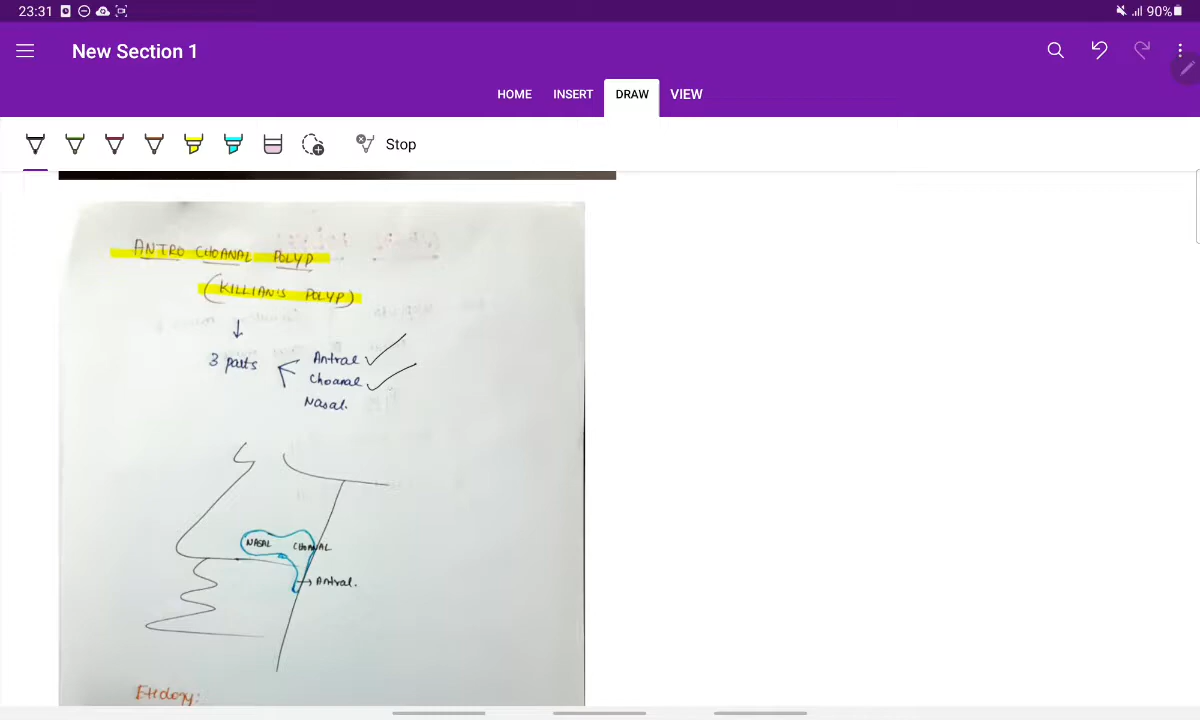 23:31
90%
New Section 1
HOME INSERT DRAW VIEW
Stop
ANTRO CHOANAL POLYP
(KILLIAN'S POLYP)
3 parts
Antral
Choanal
Nasal.
NASAL CHOANAL
Antral.
Etiology: